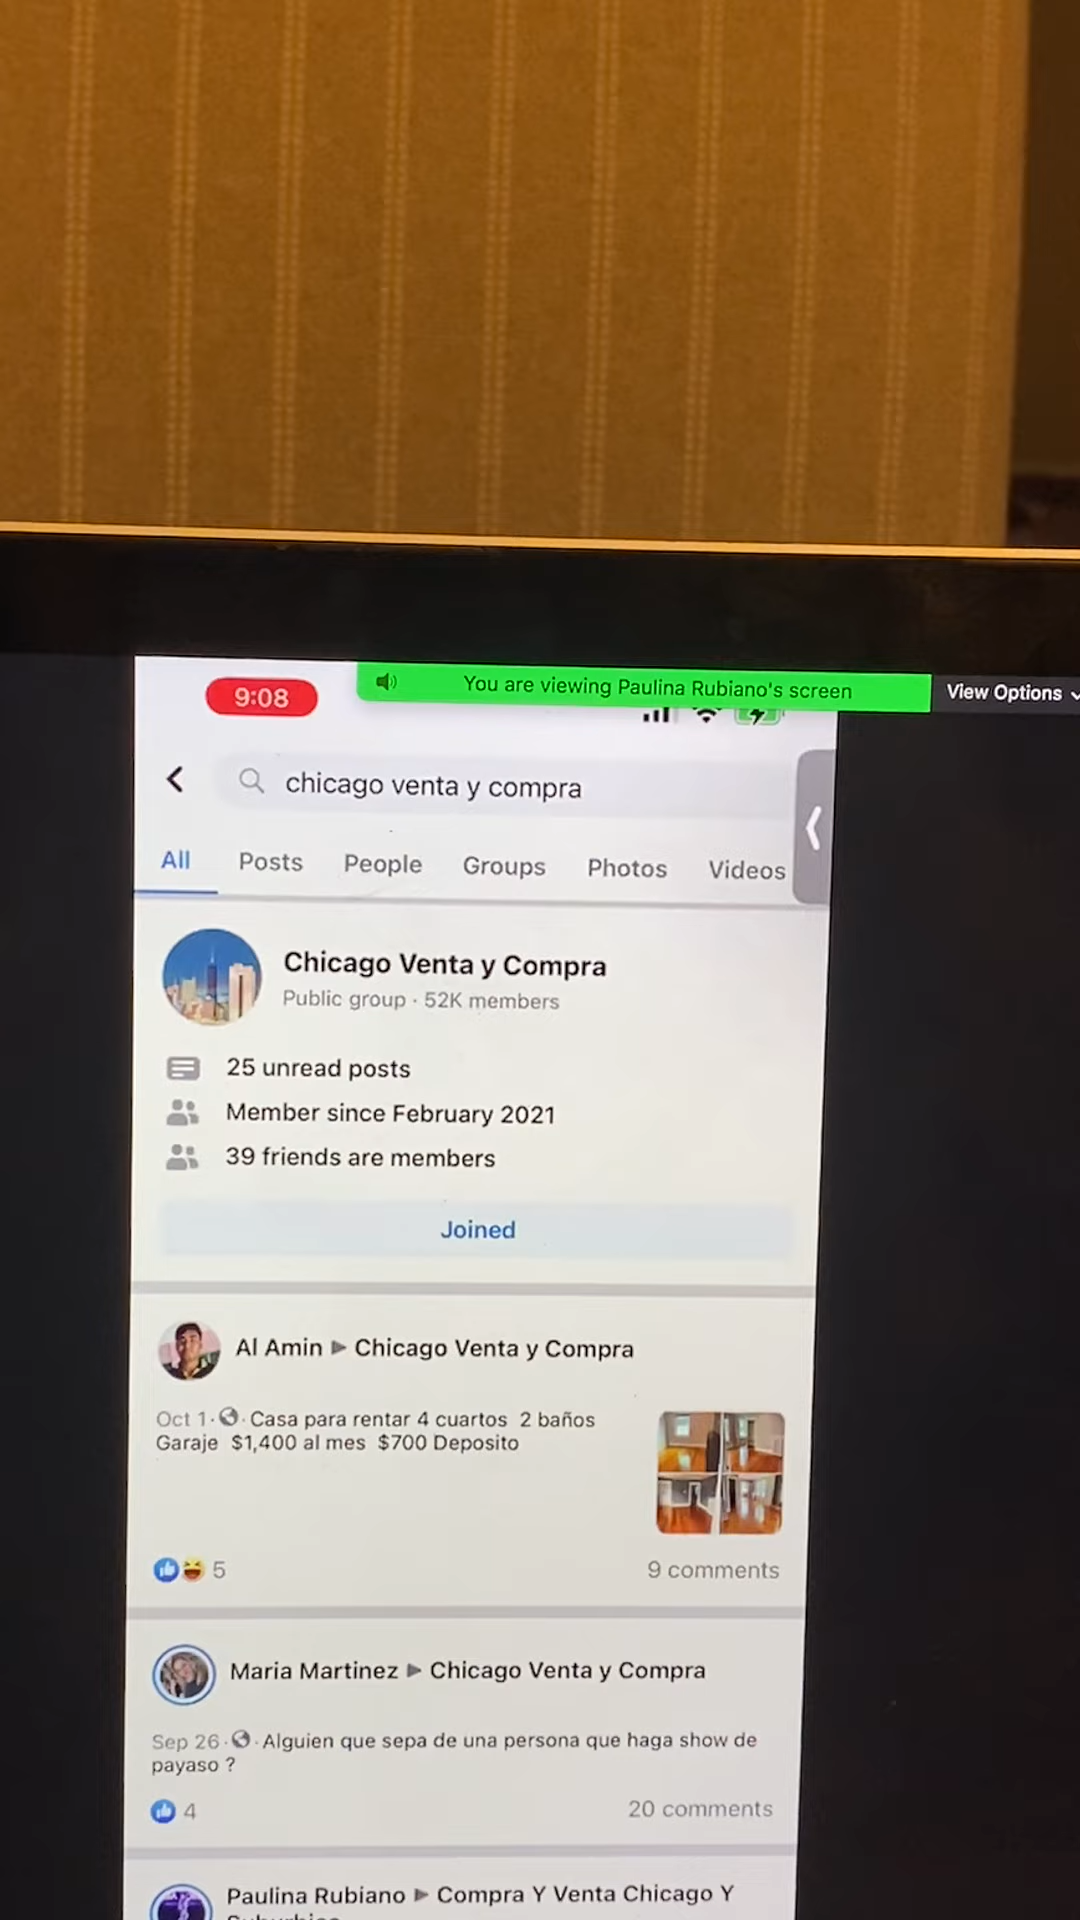 9:08
You are viewing Paulina Rubiano's screen
View Options
chicago venta y compra
All Posts People Groups Photos Videos
Chicago Venta y Compra
Public group · 52K members
25 unread posts
Member since February 2021
39 friends are members
Joined
Al Amin ▶ Chicago Venta y Compra
Oct 1 · Casa para rentar 4 cuartos 2 baños
Garaje $1,400 al mes $700 Deposito
5
9 comments
Maria Martinez ▶ Chicago Venta y Compra
Sep 26 · Alguien que sepa de una persona que haga show de
payaso ?
4
20 comments
Paulina Rubiano ▶ Compra Y Venta Chicago Y